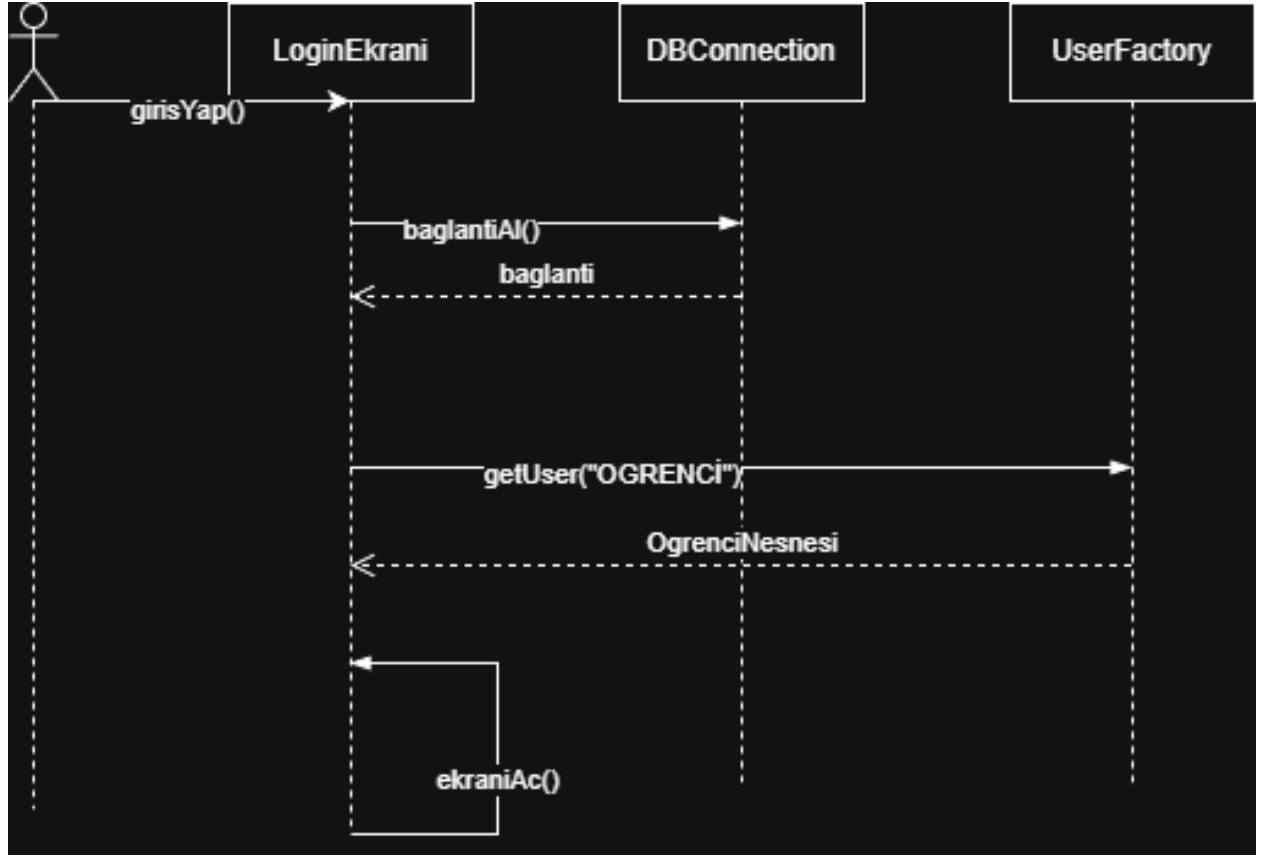 LoginEkrani
DBConnection
UserFactory
girisYap()
baglantiAl()
baglanti
getUser("OGRENCİ")
OgrenciNesnesi
ekraniAc()